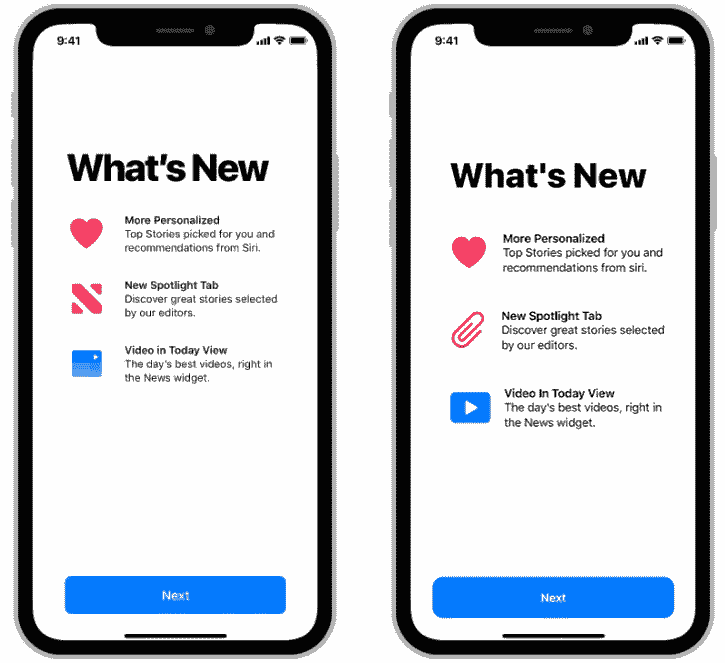 9:41
What’s New
More Personalized
Top Stories picked for you and
recommendations from Siri.
New Spotlight Tab
Discover great stories selected
by our editors.
Video in Today View
The day’s best videos, right in
the News widget.
Next
9:41
What's New
More Personalized
Top Stories picked for you and
recommendations from siri.
New Spotlight Tab
Discover great stories selected
by our editors.
Video In Today View
The day's best videos, right in
the News widget.
Next